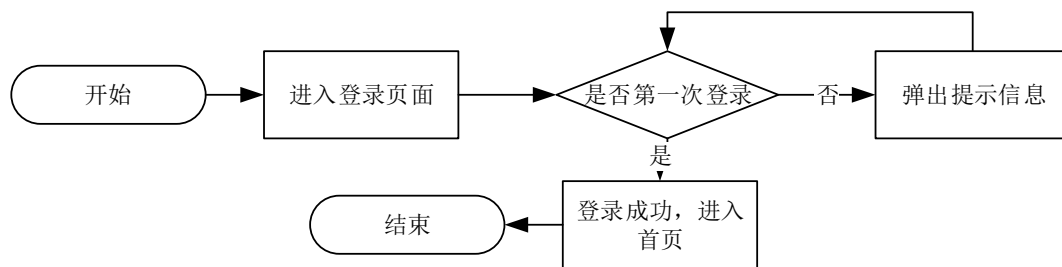 开始
进入登录页面
是否第一次登录
否
弹出提示信息
是
登录成功，进入
首页
结束